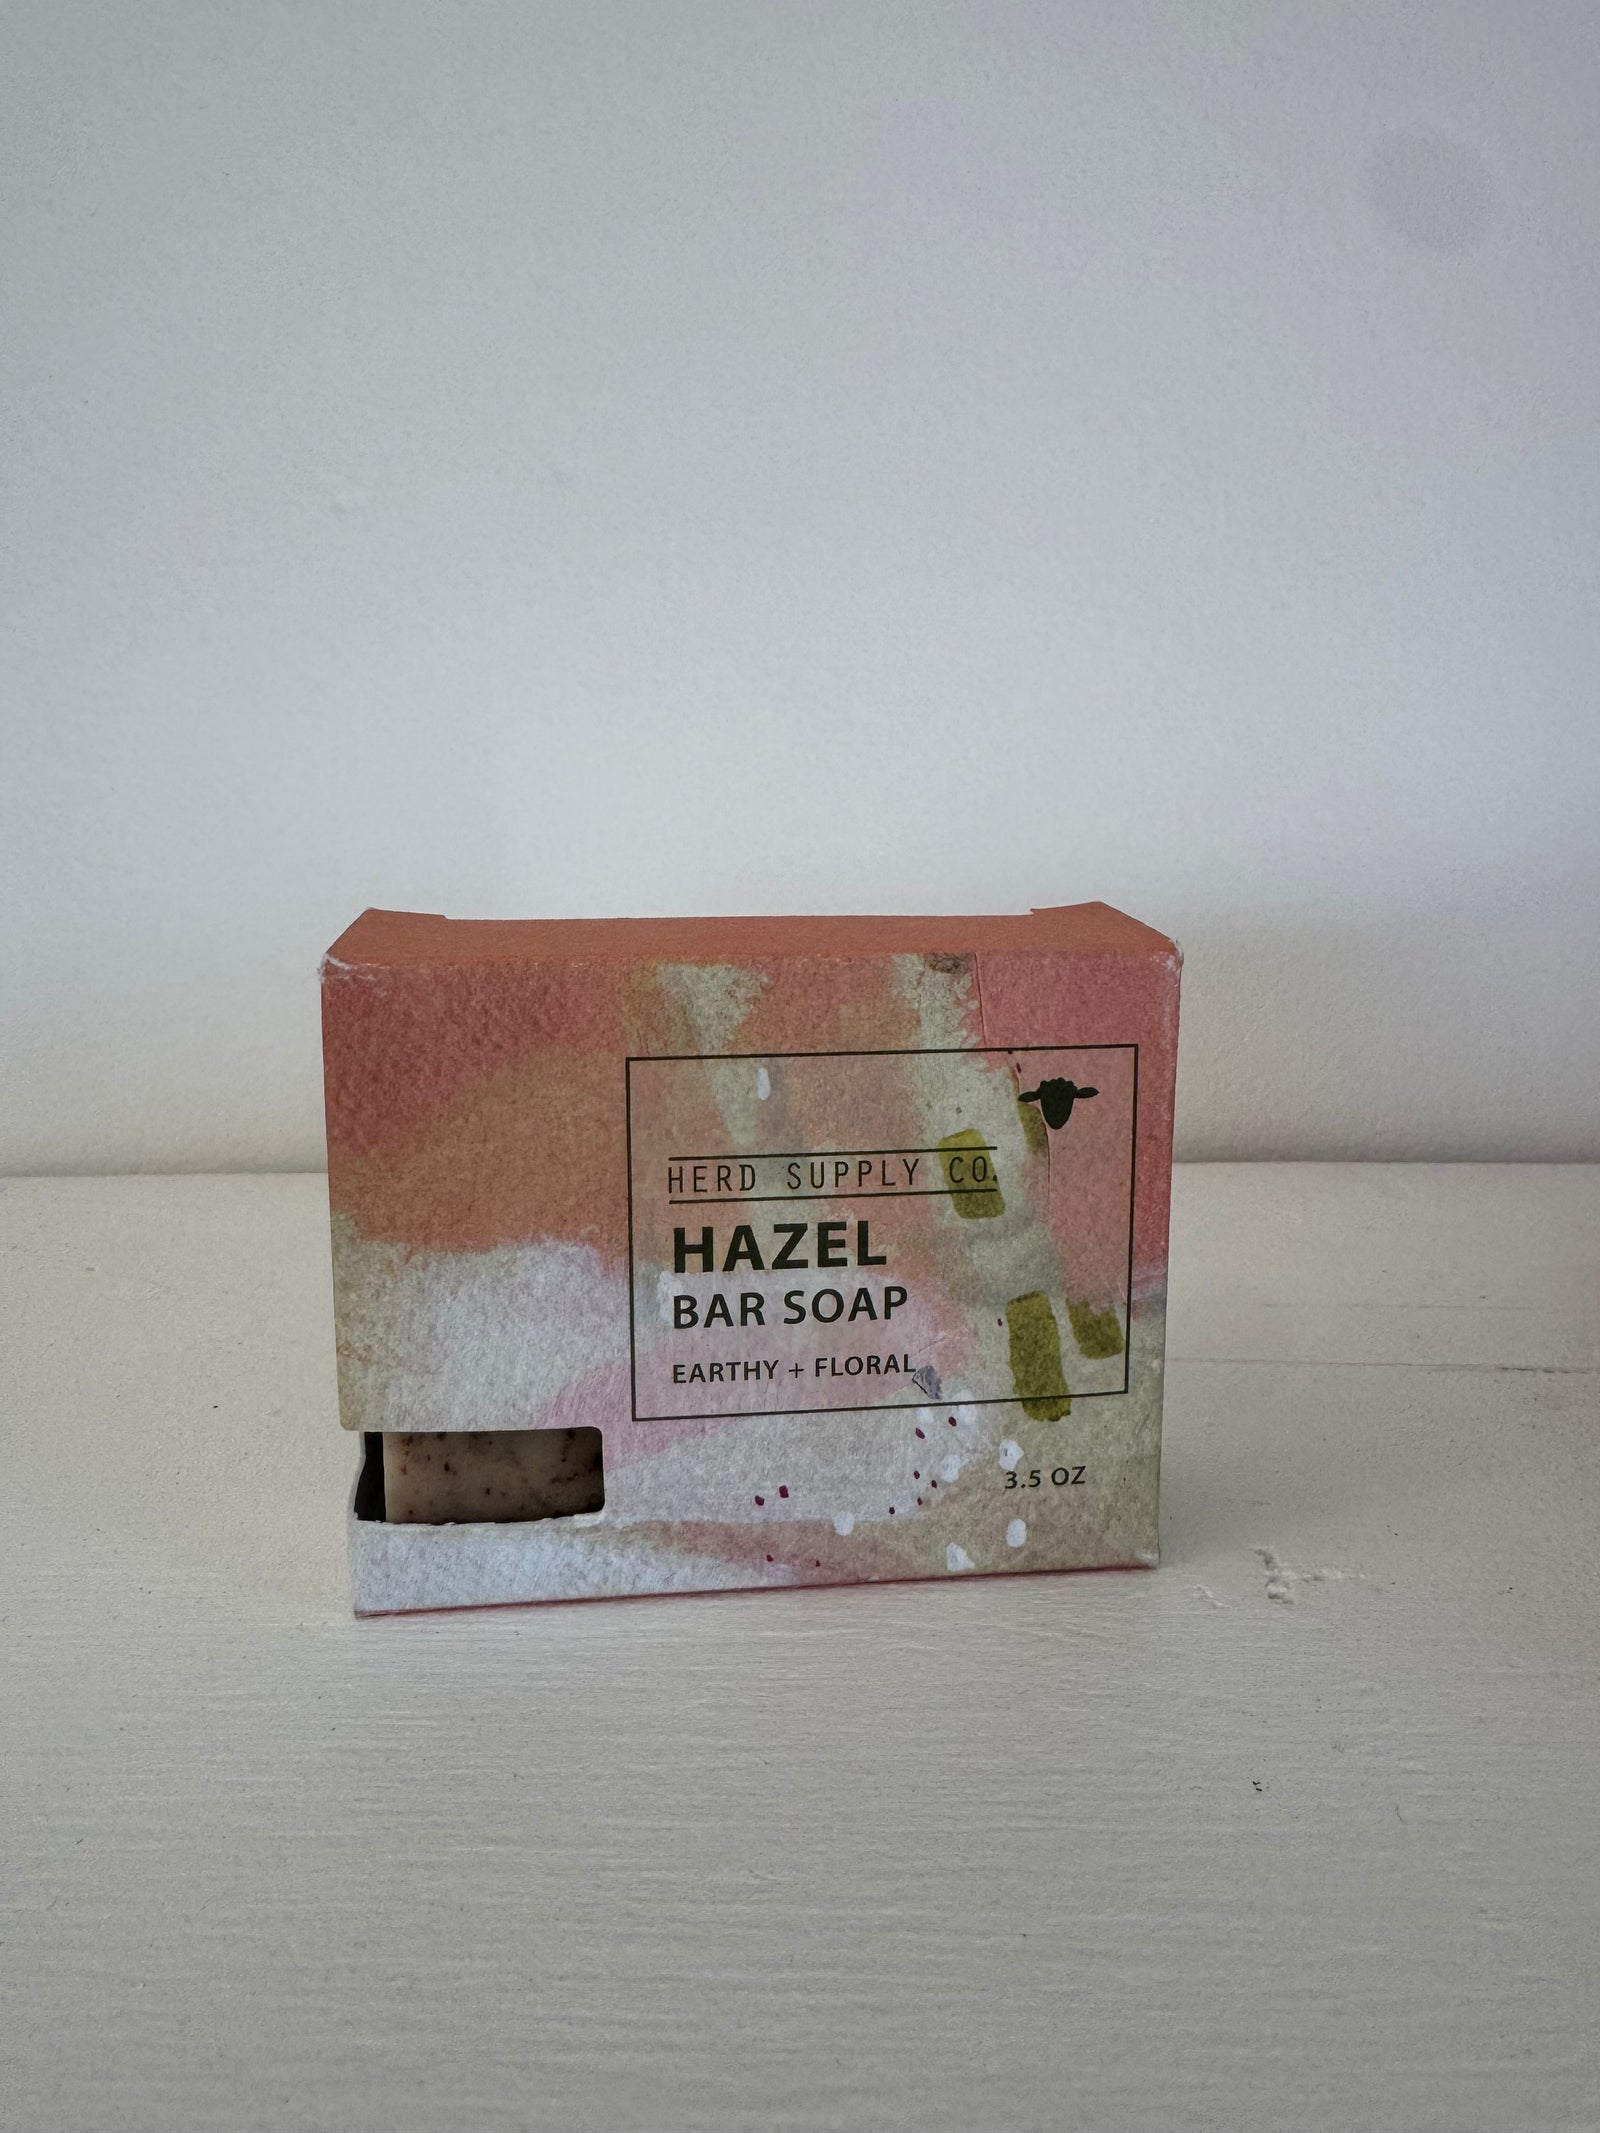 HERD SUPPLY CO.
HAZEL
BAR SOAP
EARTHY + FLORAL
3.5 OZ